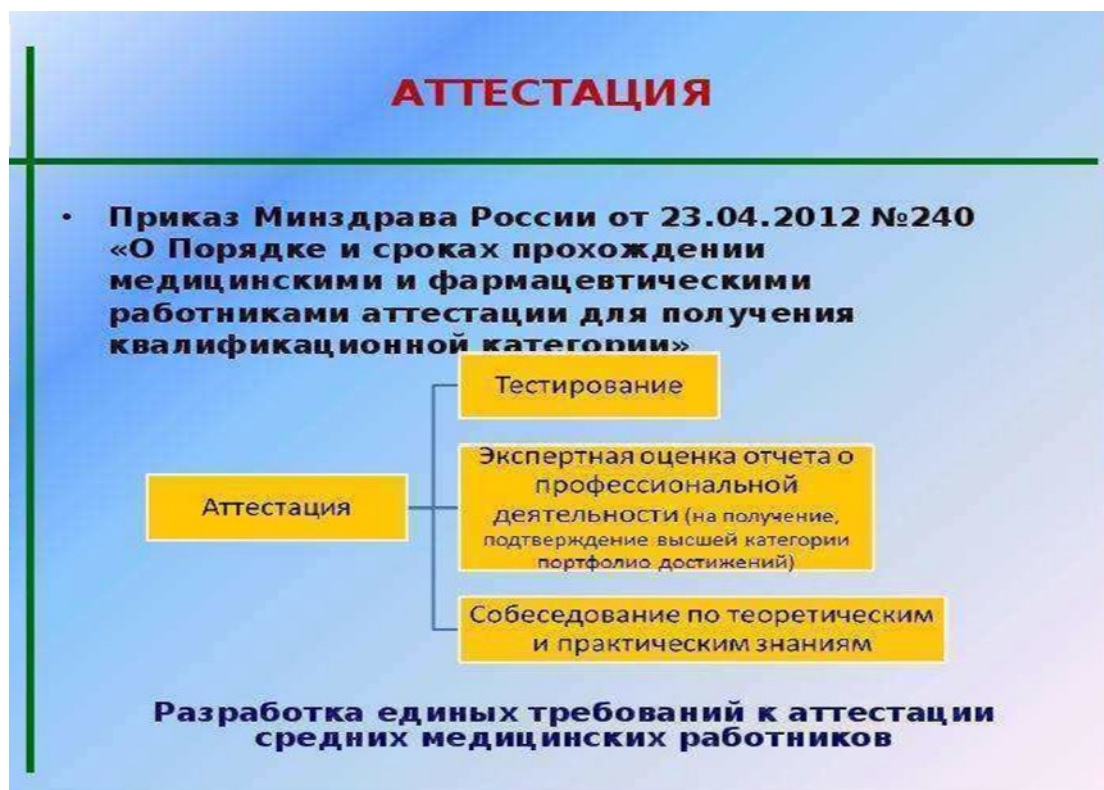 АТТЕСТАЦИЯ
• Приказ Минздрава России от 23.04.2012 №240
«О Порядке и сроках прохождении
медицинскими и фармацевтическими
работниками аттестации для получения
квалификационной категории»
Тестирование
Экспертная оценка отчета о
профессиональной
деятельности (на получение,
подтверждение высшей категории
портфолио достижений)
Аттестация
Собеседование по теоретическим
и практическим знаниям
Разработка единых требований к аттестации
средних медицинских работников